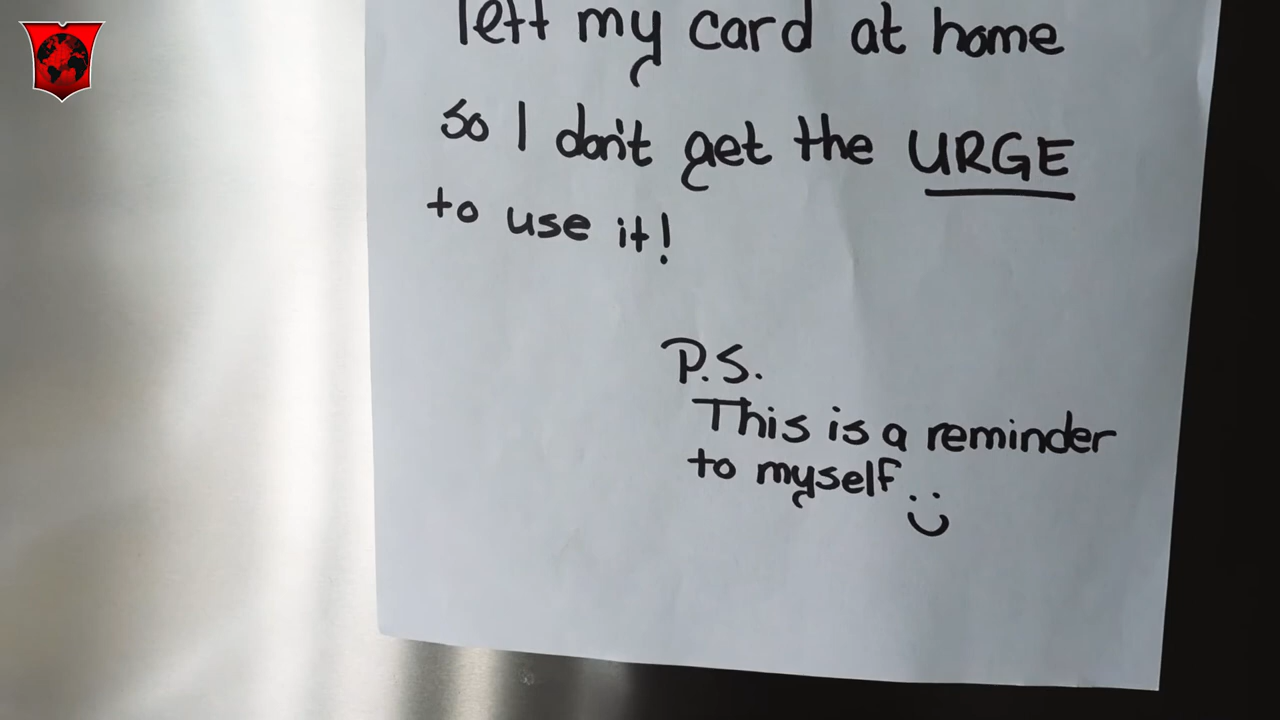 left my card at home
so I don't get the URGE
to use it!
P.S.
This is a reminder
to myself